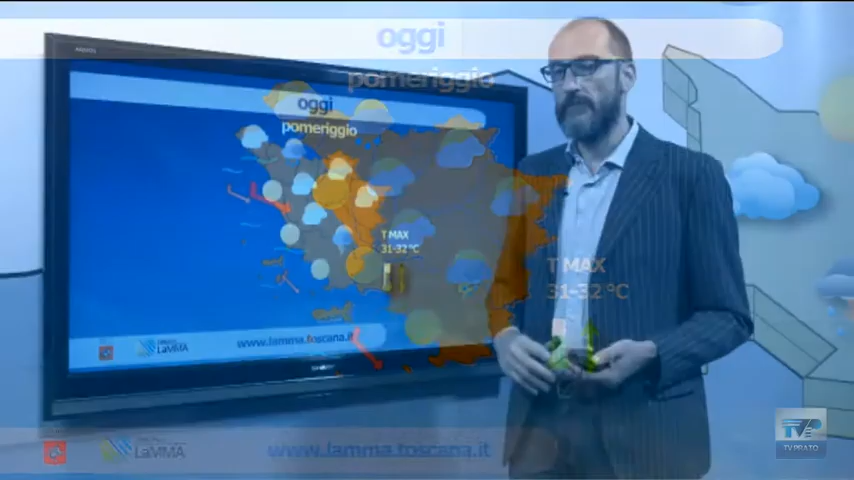 oggi
pomeriggio
oggi
pomeriggio
T MAX
31-32 °C
T MAX
31-32 °C
www.lamma.toscana.it
LaMMA
www.lamma.toscana.it
LaMMA
TVP
TV PRATO